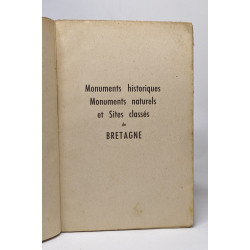 Monuments historiques
Monuments naturels
et Sites classés
de
BRETAGNE